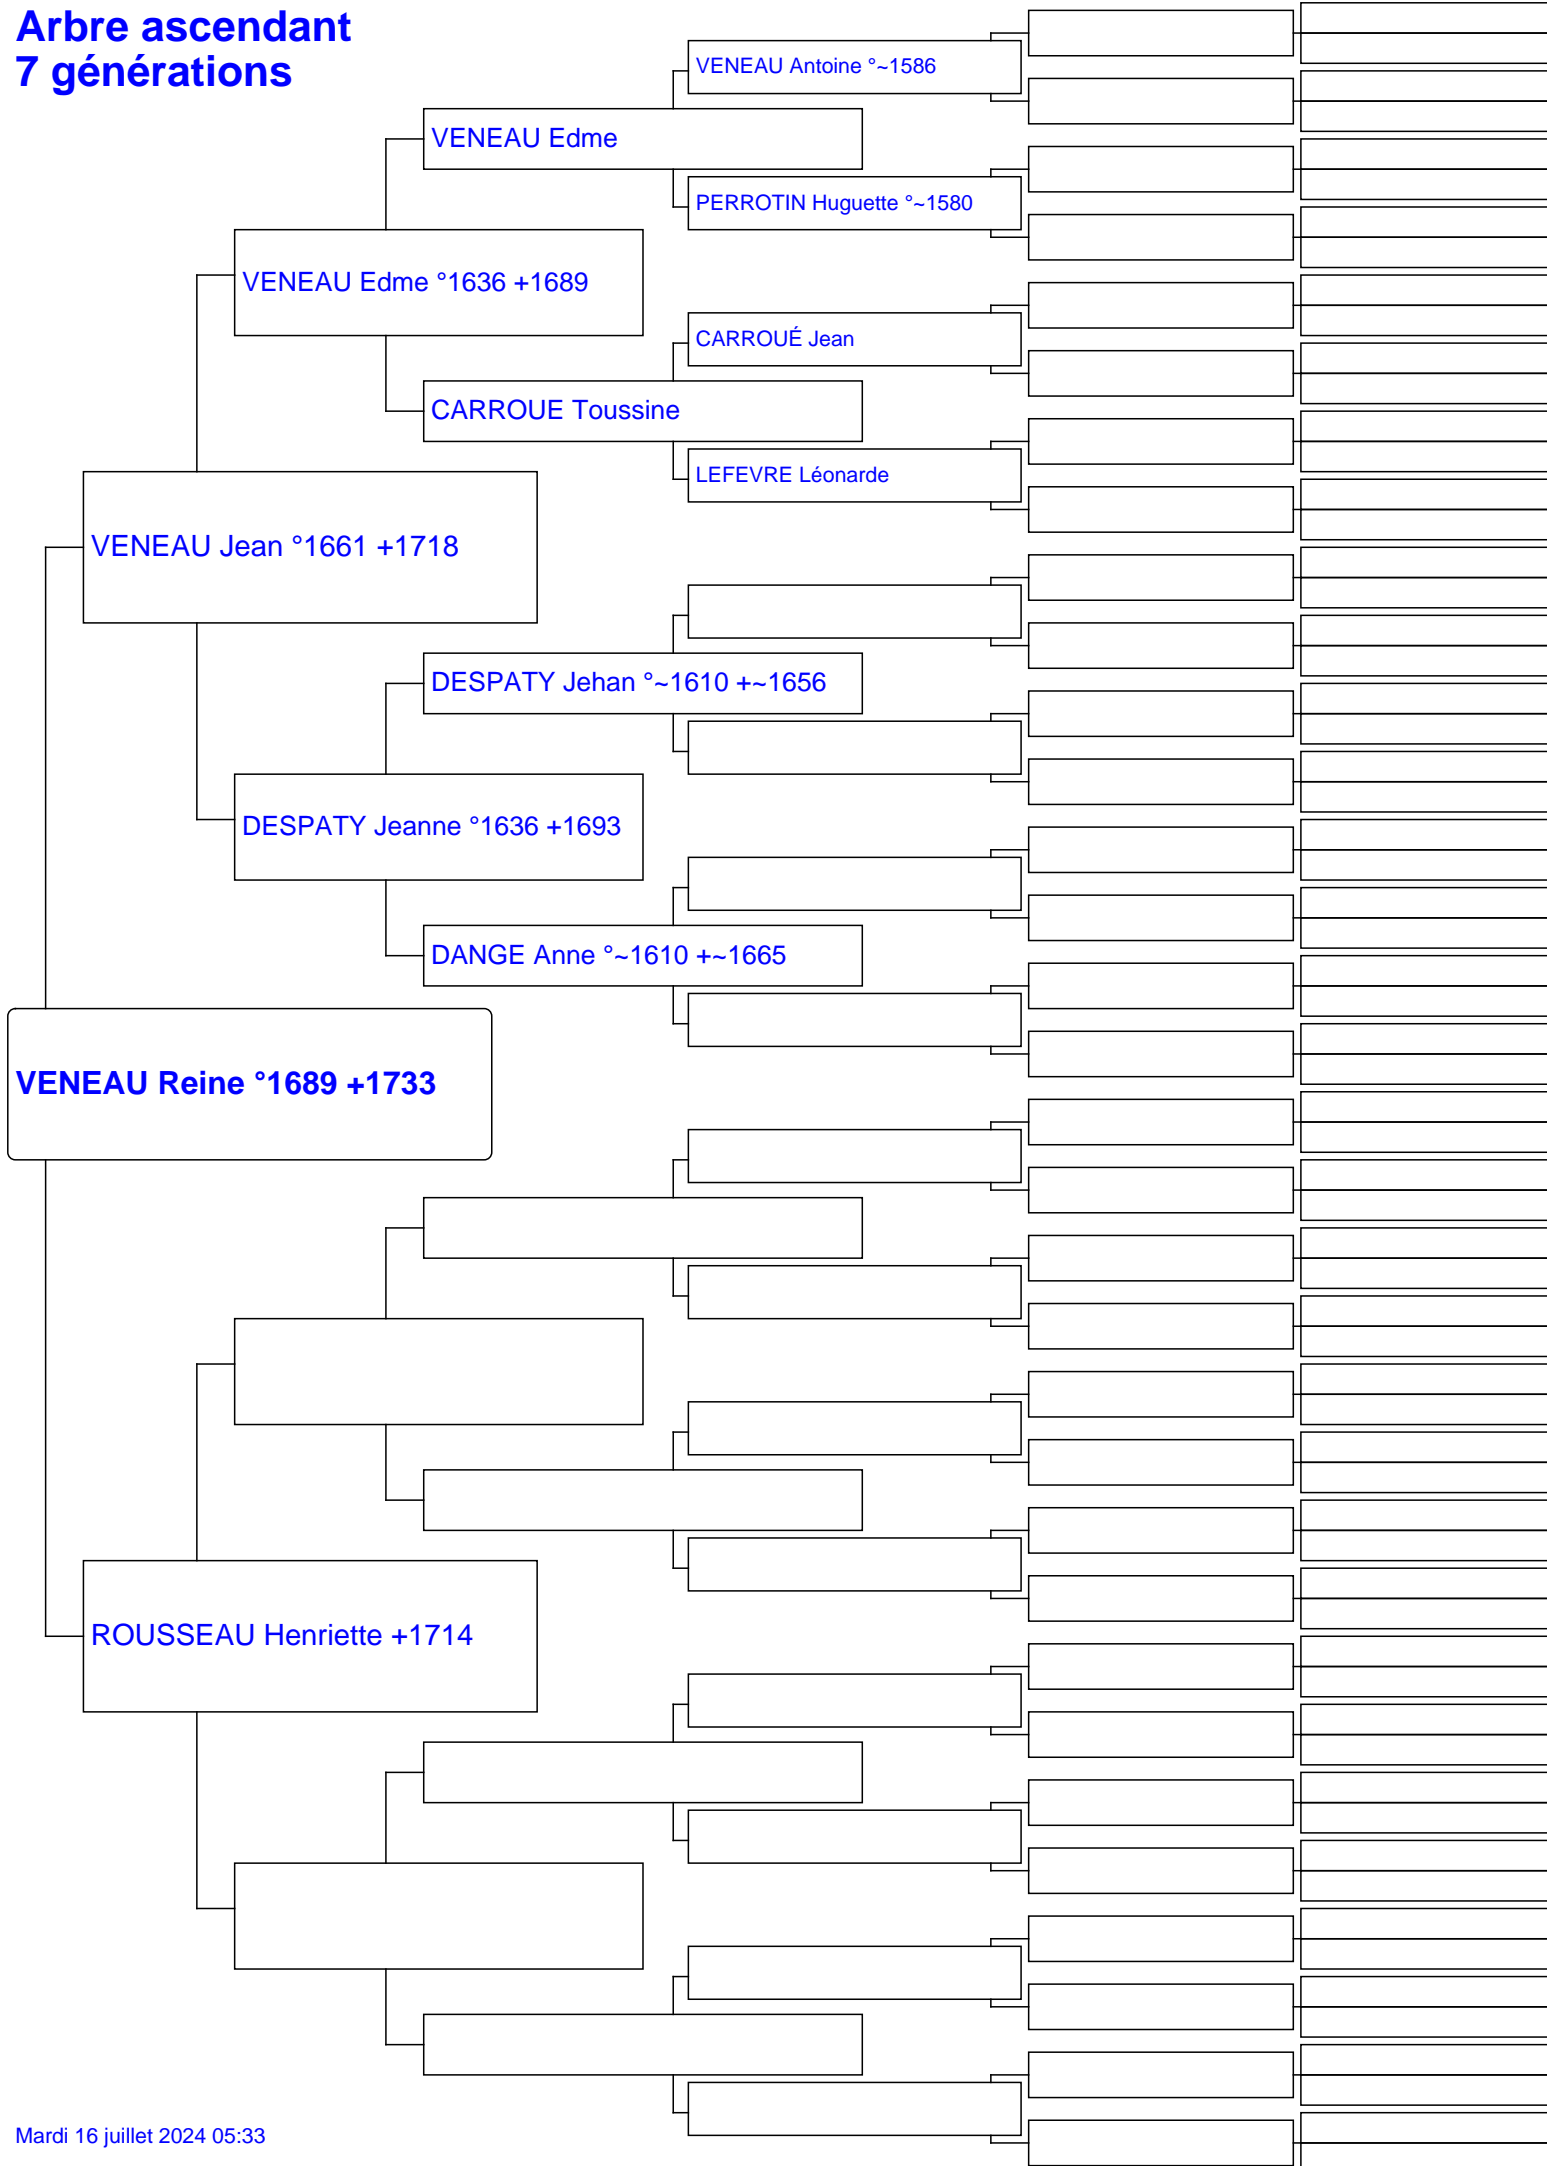 Arbre ascendant
7 générations
VENEAU Antoine °~1586
VENEAU Edme
PERROTIN Huguette °~1580
VENEAU Edme °1636 +1689
CARROUÉ Jean
CARROUE Toussine
LEFEVRE Léonarde
VENEAU Jean °1661 +1718
DESPATY Jehan °~1610 +~1656
DESPATY Jeanne °1636 +1693
DANGE Anne °~1610 +~1665
VENEAU Reine °1689 +1733
ROUSSEAU Henriette +1714
Mardi 16 juillet 2024 05:33